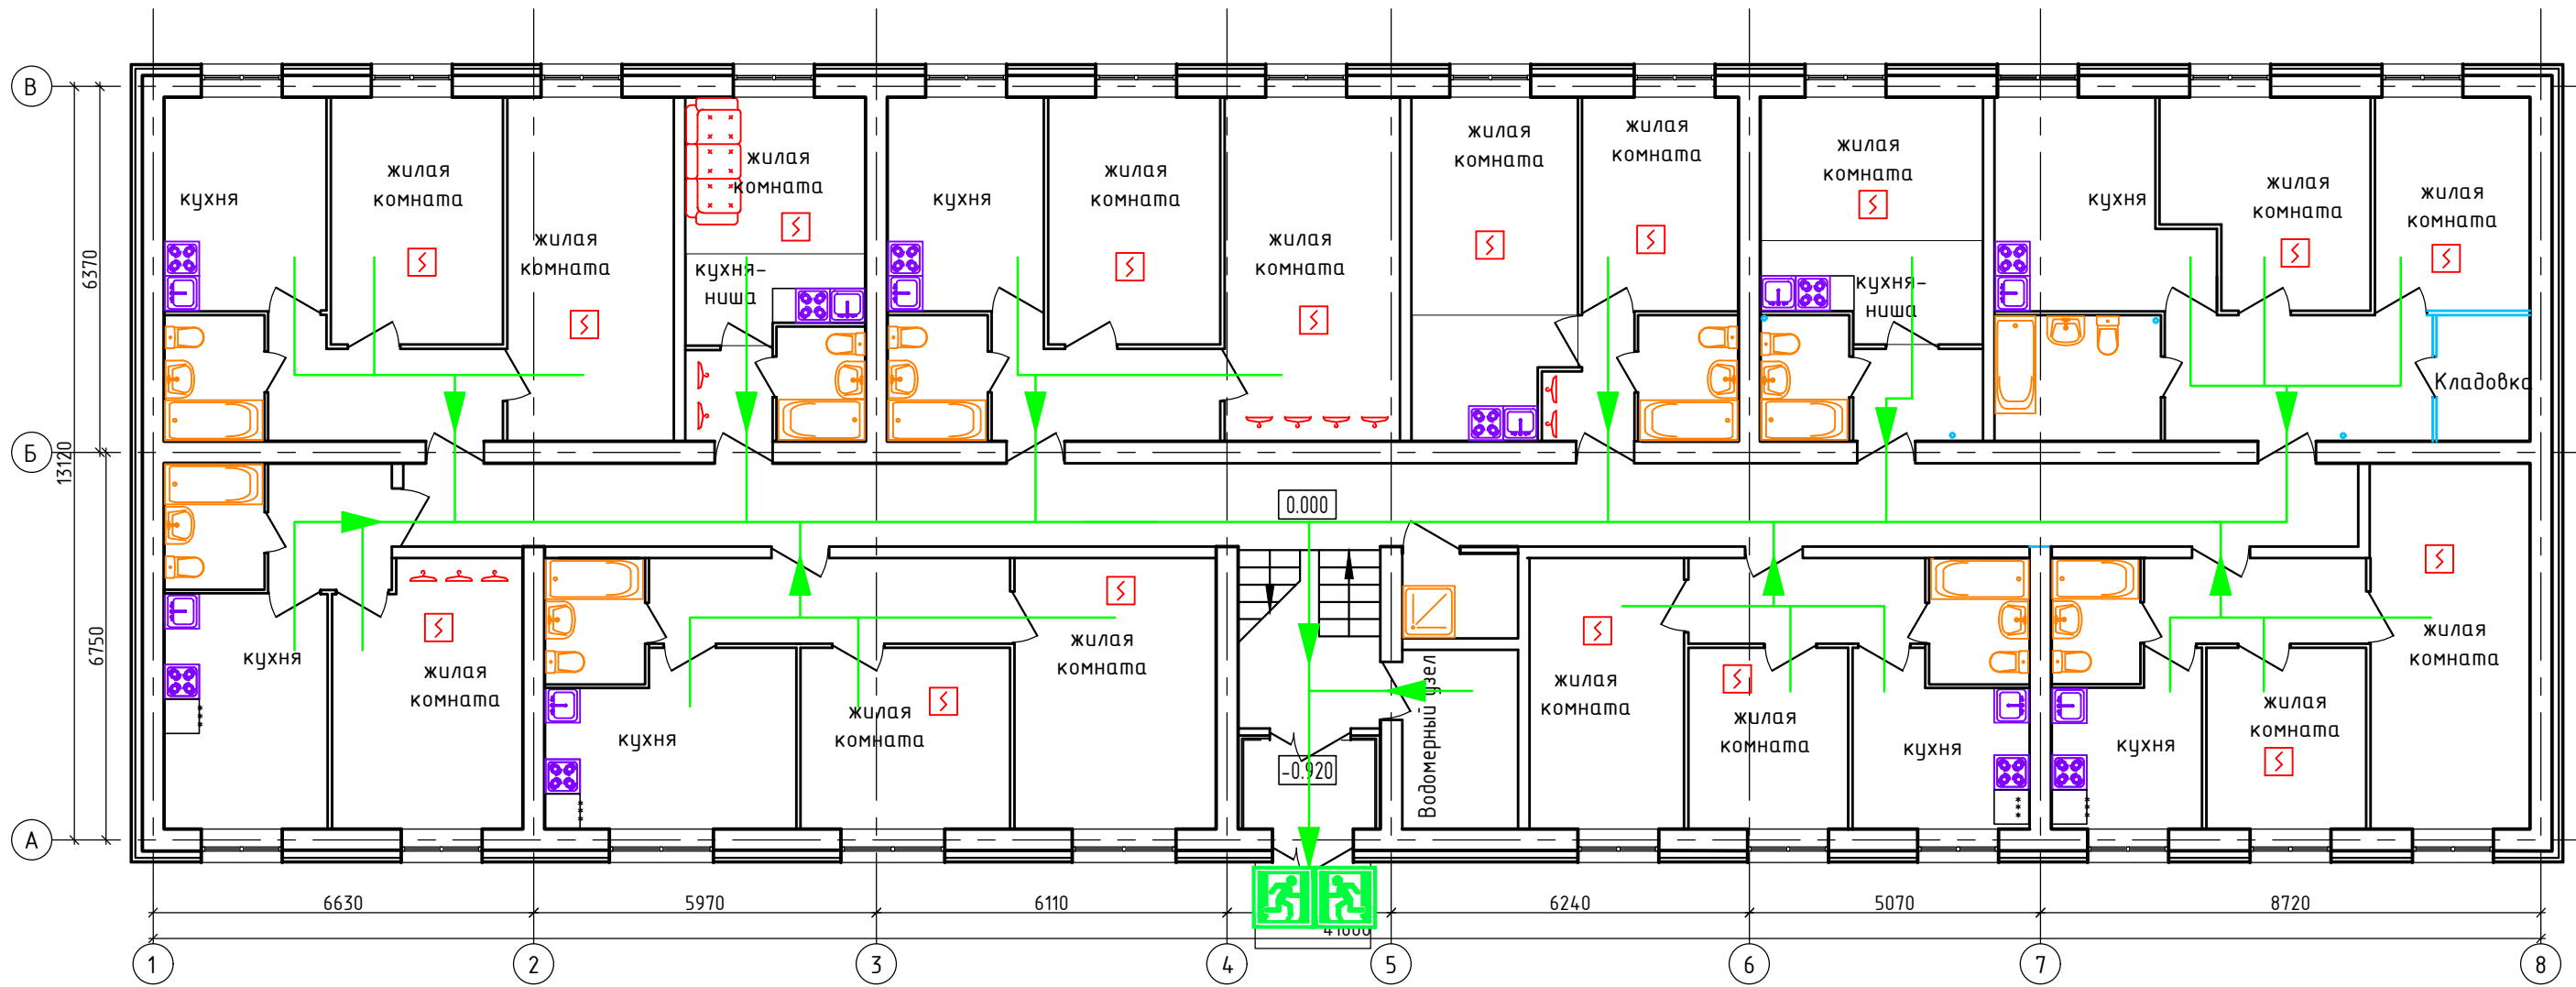 В
Б
А
6370
13120
6750
кухня
жилая
комната
жилая
комната
жилая
комната
кухня-
ниша
кухня
жилая
комната
жилая
комната
жилая
комната
жилая
комната
жилая
комната
кухня-
ниша
кухня
жилая
комната
жилая
комната
Кладовка
0.000
кухня
жилая
комната
кухня
жилая
комната
жилая
комната
-0.920
Водомерный узел
жилая
комната
жилая
комната
кухня
кухня
жилая
комната
жилая
комната
6630
5970
6110
6240
5070
8720
1
2
3
4
5
6
7
8